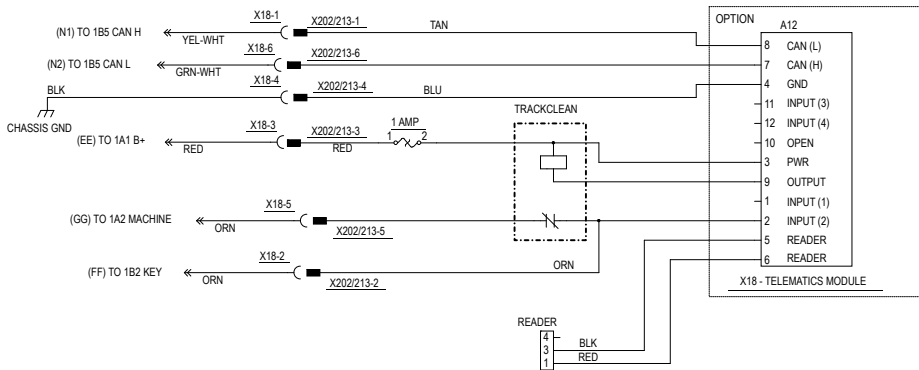 OPTION
X18-1
X202/213-1
TAN
A12
(N1) TO 1B5 CAN H
YEL-WHT
8 CAN (L)
X18-6
X202/213-6
(N2) TO 1B5 CAN L
GRN-WHT
7 CAN (H)
X18-4
X202/213-4
BLK
BLU
4 GND
CHASSIS GND
TRACKCLEAN
11 INPUT (3)
X18-3
X202/213-3
1 AMP
12 INPUT (4)
(EE) TO 1A1 B+
RED
RED
1 2
10 OPEN
3 PWR
9 OUTPUT
X18-5
1 INPUT (1)
(GG) TO 1A2 MACHINE
ORN
X202/213-5
2 INPUT (2)
5 READER
X18-2
ORN
6 READER
(FF) TO 1B2 KEY
ORN
X202/213-2
X18 - TELEMATICS MODULE
READER
4
3 BLK
1 RED